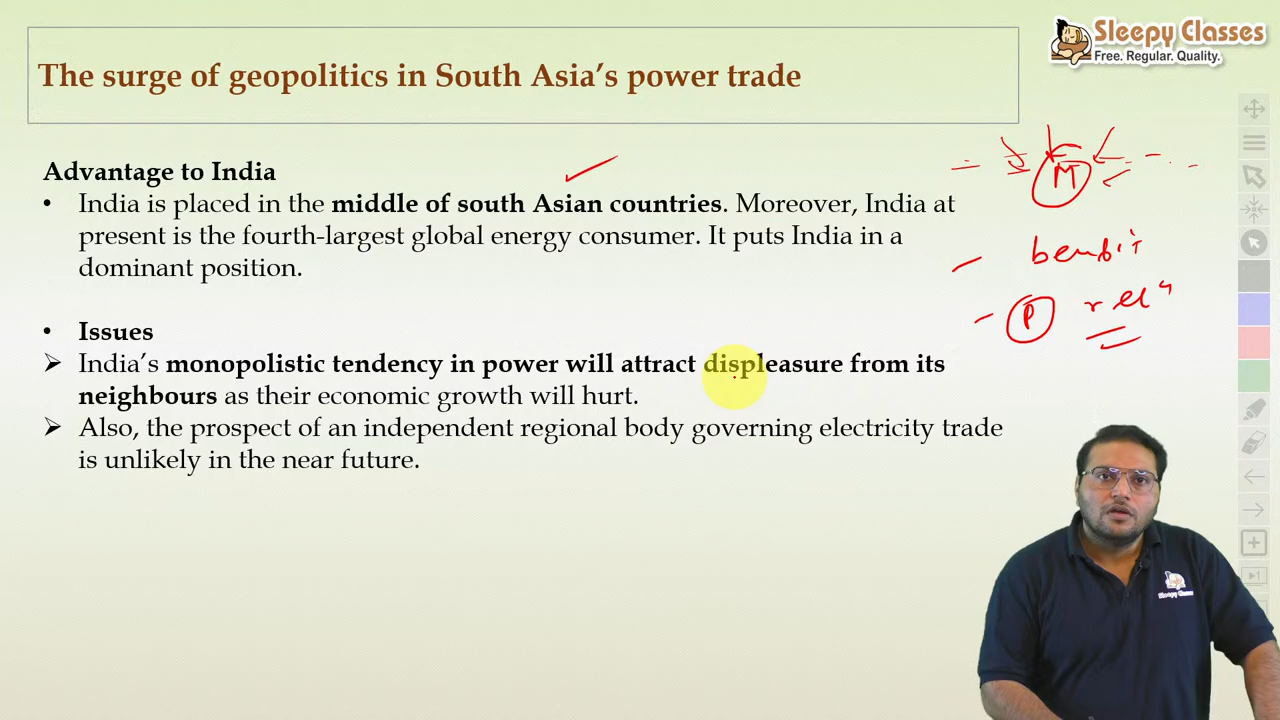 Sleepy Classes
Free. Regular. Quality.
The surge of geopolitics in South Asia’s power trade
Advantage to India
• India is placed in the middle of south Asian countries. Moreover, India at
present is the fourth-largest global energy consumer. It puts India in a
dominant position.
• Issues
➢ India’s monopolistic tendency in power will attract displeasure from its
neighbours as their economic growth will hurt.
➢ Also, the prospect of an independent regional body governing electricity trade
is unlikely in the near future.
M
P
Sleepy Classes